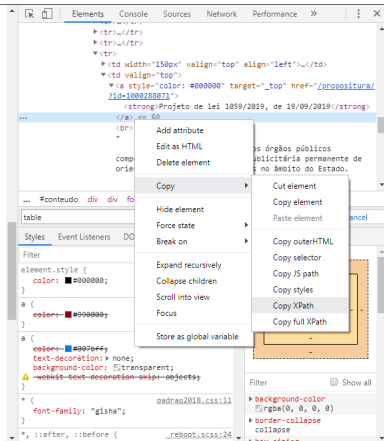 Elements Console Sources Network Performance »
<tr>…</tr>
<tr>…</tr>
<tr>…</tr>
<tr>
<td width="150px" valign="top" align="left">…</td>
<td valign="top">
<a style="color: #000000" target="_top" href="/propositura/
?id=1000288071">
<strong>Projeto de lei 1059/2019, de 19/09/2019</strong>
… </a> == $0
<br>
"
os órgãos públicos
ublicitária permanente de
s no âmbito do Estado.
Add attribute
Edit as HTML
Delete element
Copy
Hide element
Force state
Break on
Expand recursively
Collapse children
Scroll into view
Focus
Store as global variable
Cut element
Copy element
Paste element
Copy outerHTML
Copy selector
Copy JS path
Copy styles
Copy XPath
Copy full XPath
… #conteudo div div
table
ancel
Styles Event Listeners DO
Filter
element.style {
color: #000000;
}
a {
color: #990000;
}
a {
color: #007bff;
text-decoration: none;
background-color: transparent;
-webkit-text-decoration-skip: objects;
}
* { padrao2018.css:11
font-family: "gisha";
}
*, ::after, ::before { _reboot.scss:24
Filter Show all
background-color
rgba(0, 0, 0, 0)
border-collapse
collapse